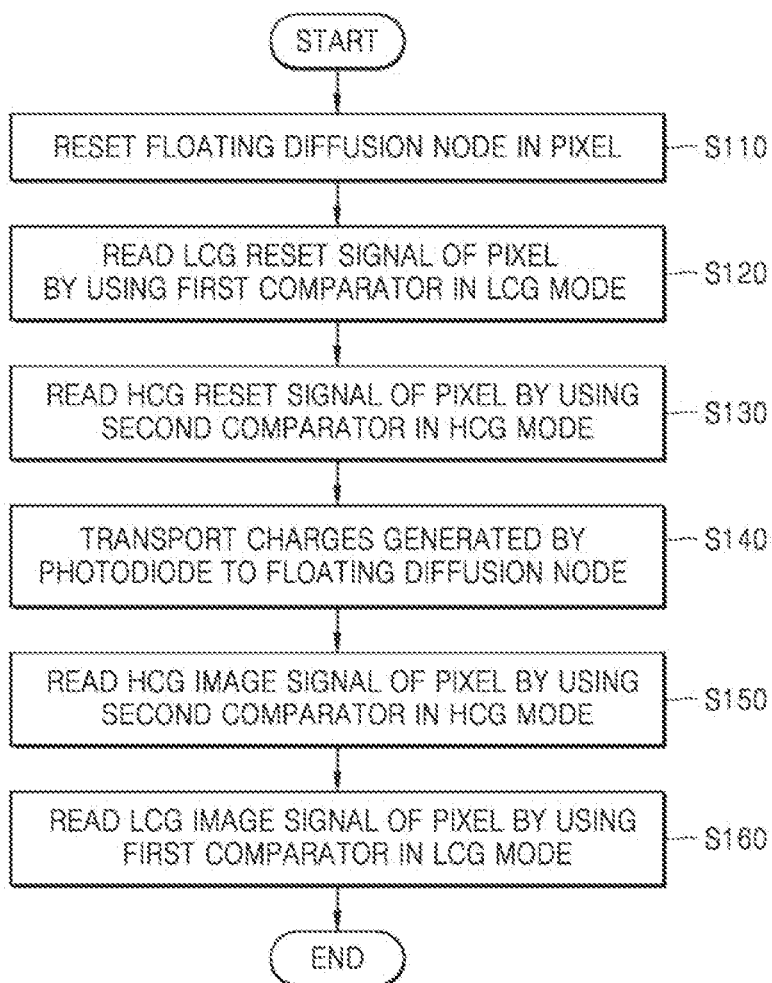 START
RESET FLOATING DIFFUSION NODE IN PIXEL
S110
READ LCG RESET SIGNAL OF PIXEL
BY USING FIRST COMPARATOR IN LCG MODE
S120
READ HCG RESET SIGNAL OF PIXEL BY USING
SECOND COMPARATOR IN HCG MODE
S130
TRANSPORT CHARGES GENERATED BY
PHOTODIODE TO FLOATING DIFFUSION NODE
S140
READ HCG IMAGE SIGNAL OF PIXEL BY USING
SECOND COMPARATOR IN HCG MODE
S150
READ LCG IMAGE SIGNAL OF PIXEL BY USING
FIRST COMPARATOR IN LCG MODE
S160
END